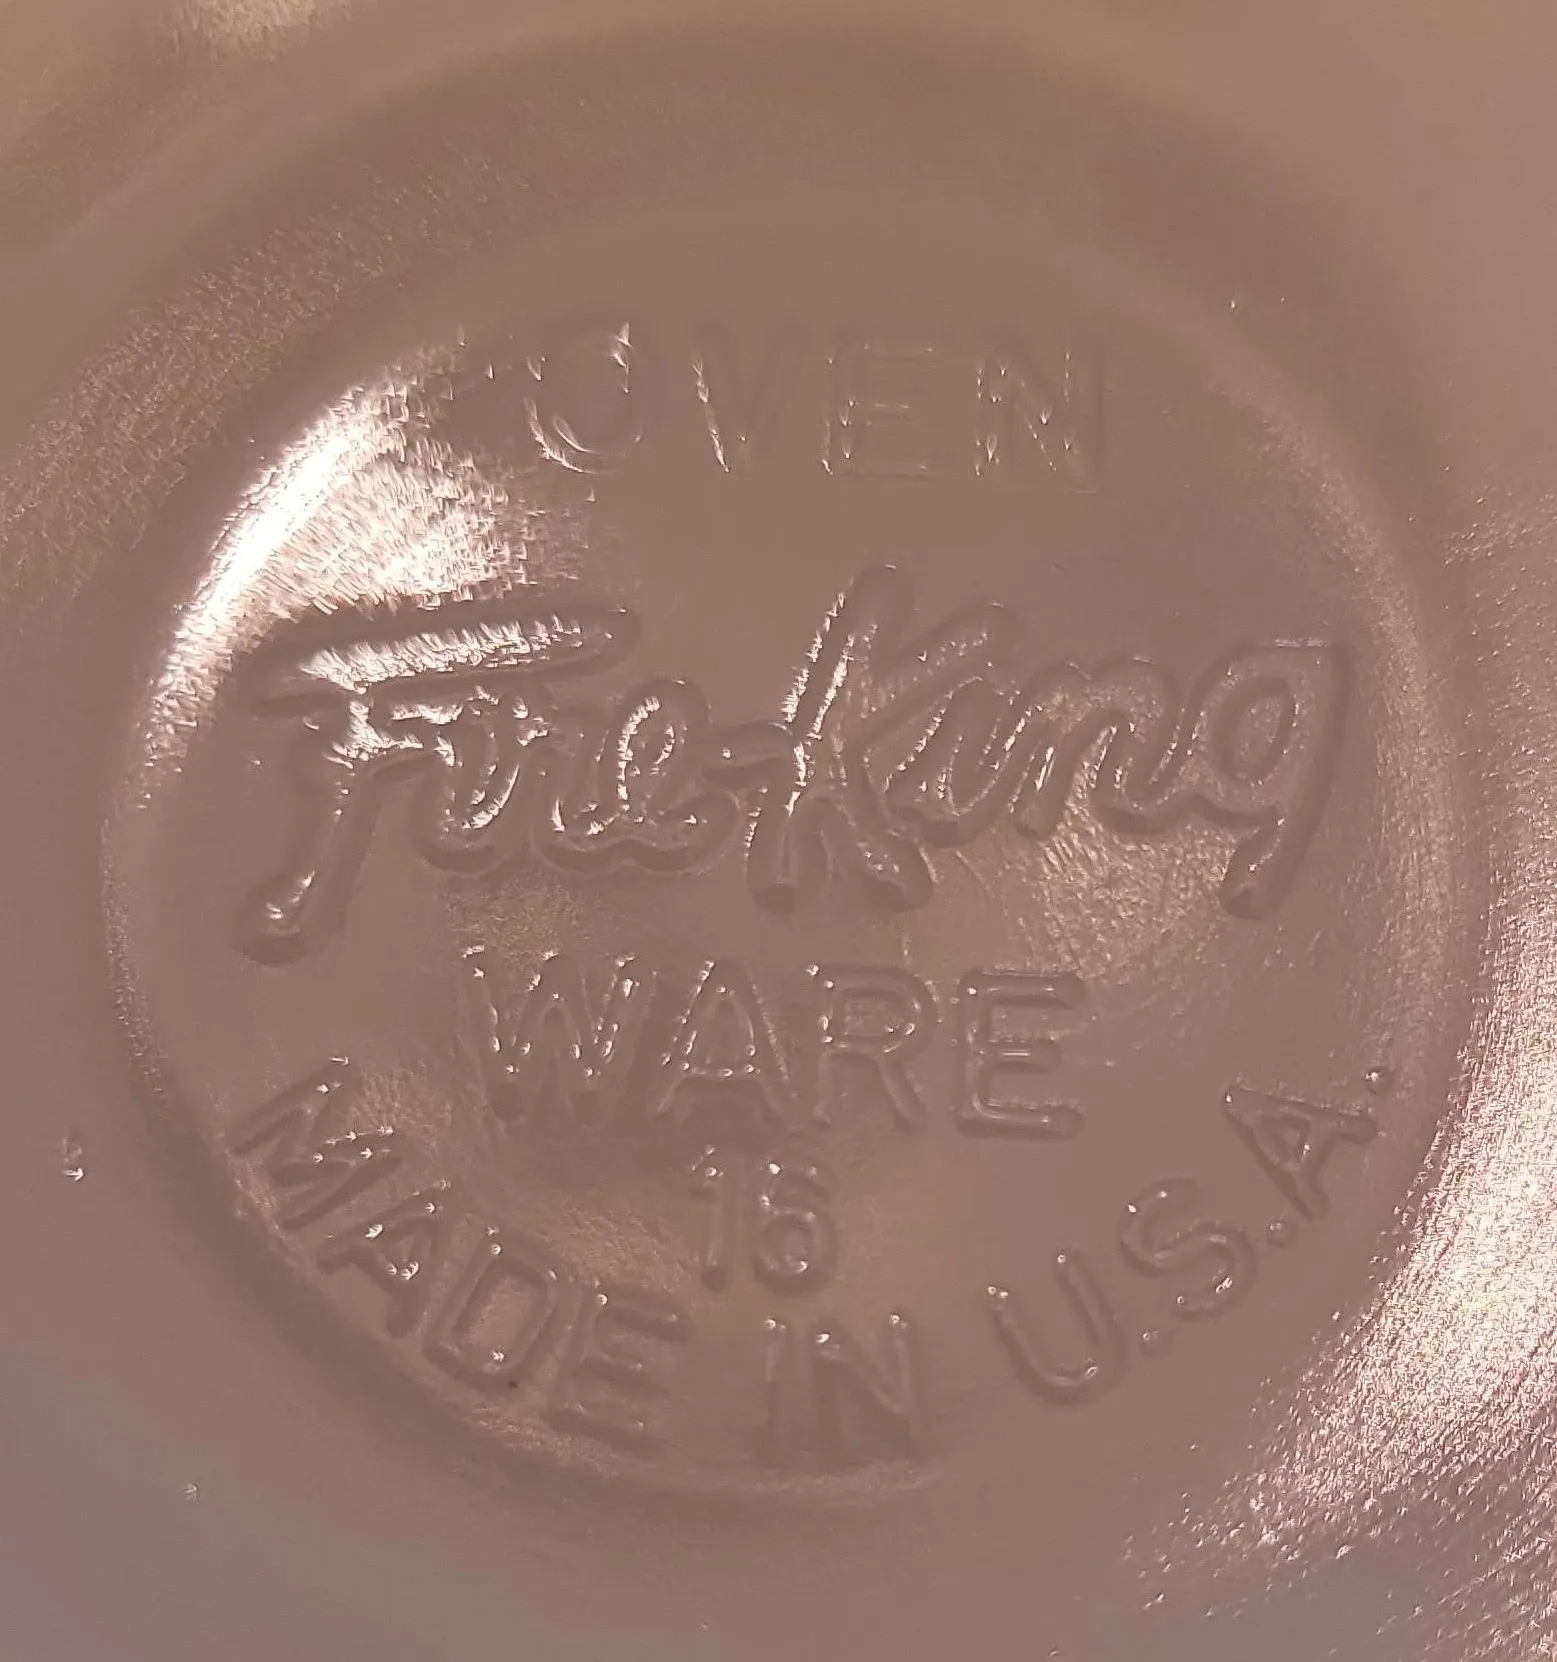 OVEN
Fire-King
WARE
16
MADE IN U.S.A.